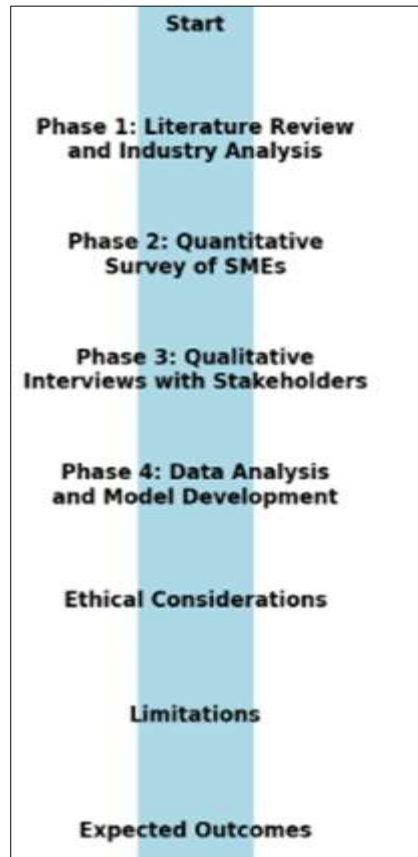 Start
Phase 1: Literature Review
and Industry Analysis
Phase 2: Quantitative
Survey of SMEs
Phase 3: Qualitative
Interviews with Stakeholders
Phase 4: Data Analysis
and Model Development
Ethical Considerations
Limitations
Expected Outcomes